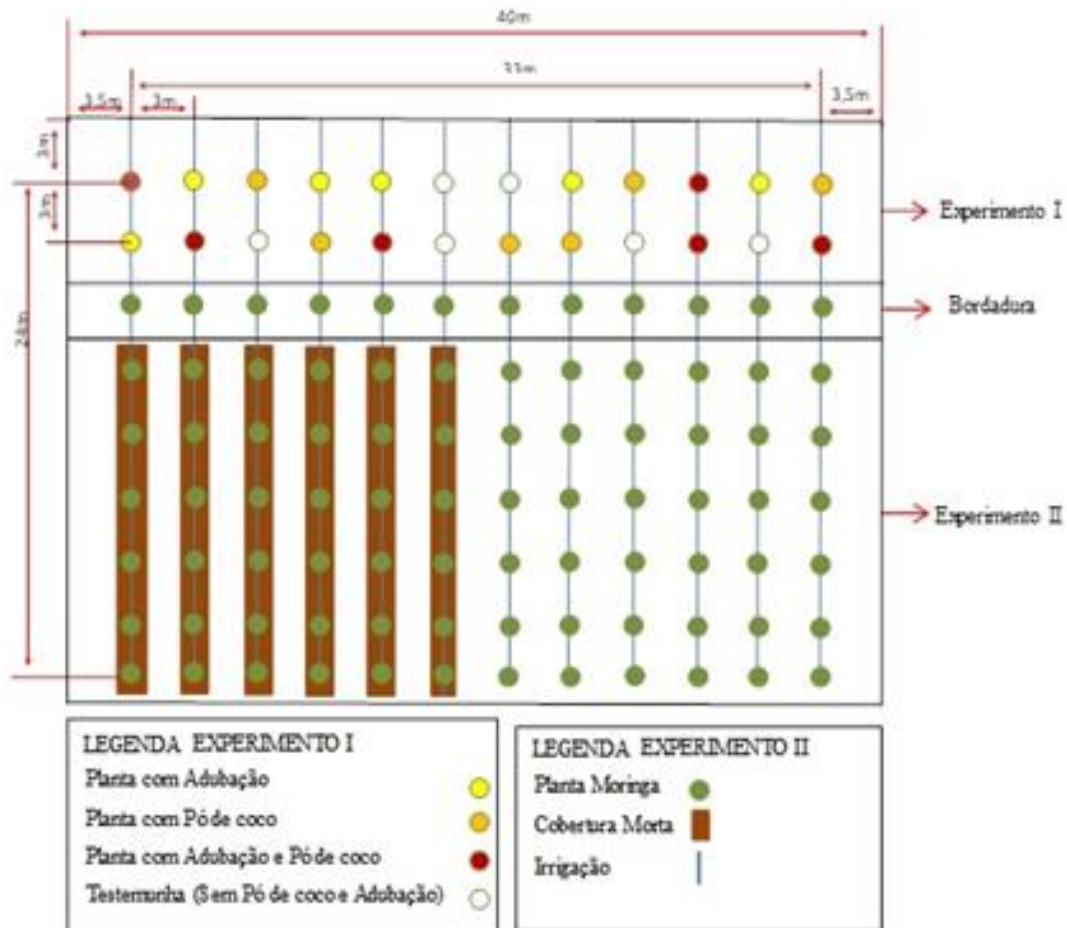 40m
33m
3,5m
3m
3,5m
3m
3m
24m
Experimento I
Bordadura
Experimento II
LEGENDA EXPERIMENTO I
Planta com Adubação
Planta com Pó de coco
Planta com Adubação e Pó de coco
Testemunha (Sem Pó de coco e Adubação)
LEGENDA EXPERIMENTO II
Planta Moringa
Cobertura Morta
Irrigação